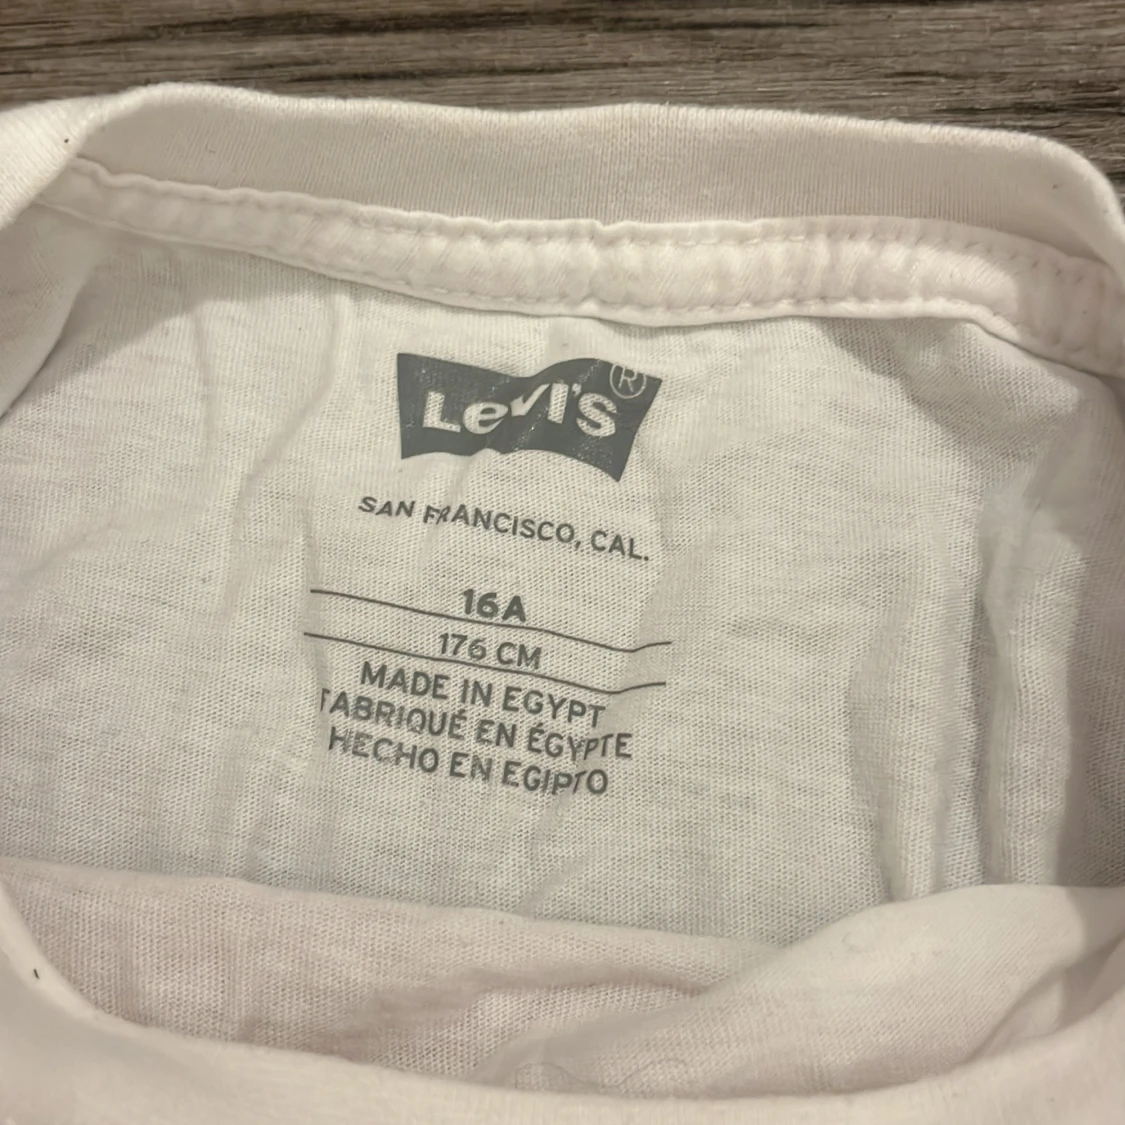 Levi's ®
SAN FRANCISCO, CAL.
16A
176 CM
MADE IN EGYPT
FABRIQUÉ EN ÉGYPTE
HECHO EN EGIPTO